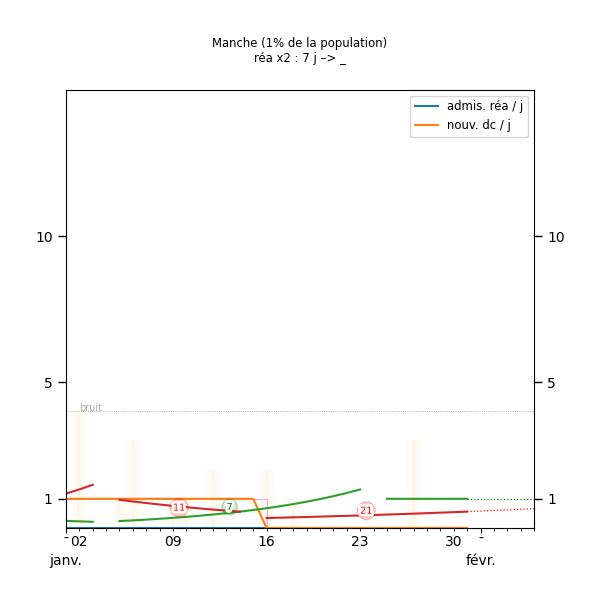 Manche (1% de la population)
réa x2 : 7 j –> _
admis. réa / j
nouv. dc / j
10 10
5 5
bruit
1 1
11 7 21
- 02 09 16 23 30 -
janv. févr.